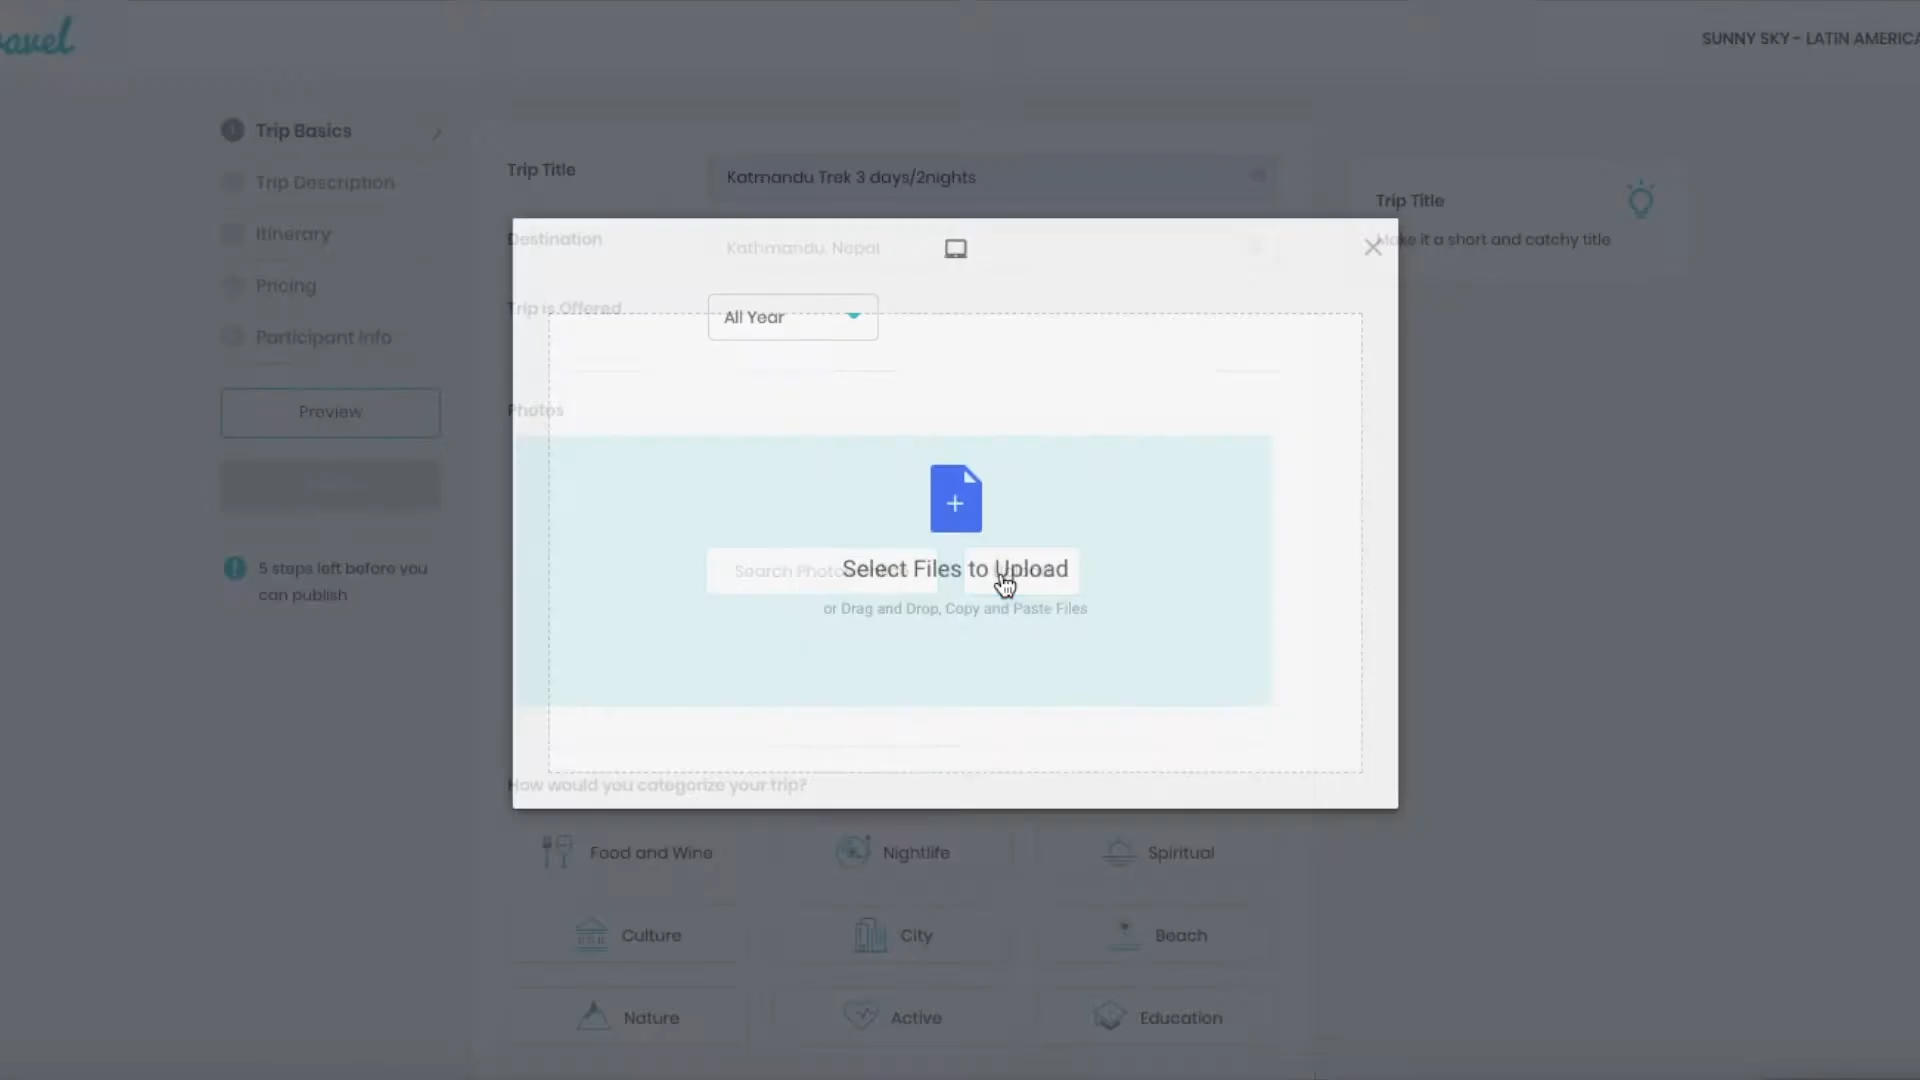 avel
SUNNY SKY - LATIN AMERICA
Trip Basics
Trip Description
Itinerary
Pricing
Participant Info
Preview
5 steps left before you
can publish
Trip Title
Katmandu Trek 3 days/2nights
Destination
Kathmandu, Nepal
Trip is Offered
All Year
Photos
Search Photo
Select Files to Upload
or Drag and Drop, Copy and Paste Files
How would you categorize your trip?
Food and Wine
Nightlife
Spiritual
Culture
City
Beach
Nature
Active
Education
Trip Title
Make it a short and catchy title